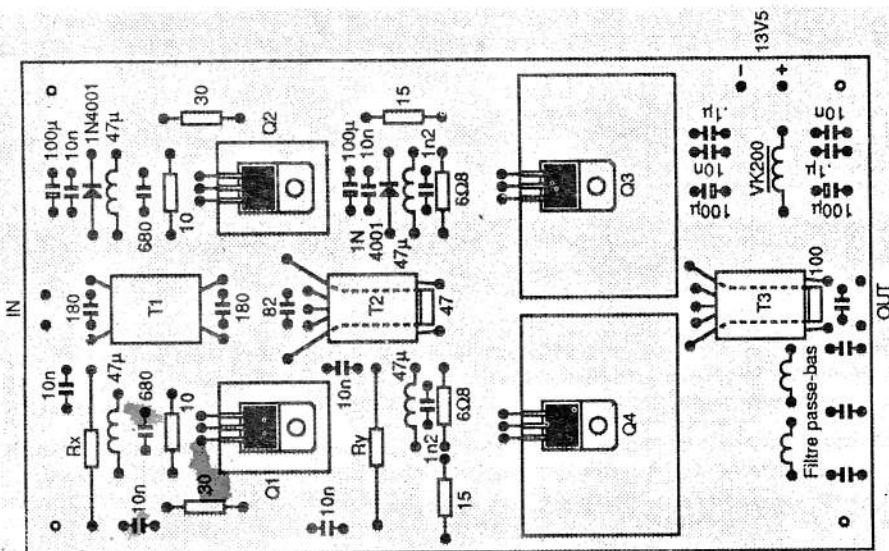 IN
13V5
−
+
100µ
10n
1N4001
47µ
30
680
10
Q2
15
100µ
10n
1N
4001
47µ
1n2
6Ω8
Q3
.1µ
10n
100µ
VK200
10n
.1µ
100µ
180
T1
180
82
T2
47
T3
100
OUT
10n
Rx
47µ
680
10
10n
30
Q1
10n
10n
Ry
47µ
1n2
6Ω8
15
Q4
Filtre passe-bas